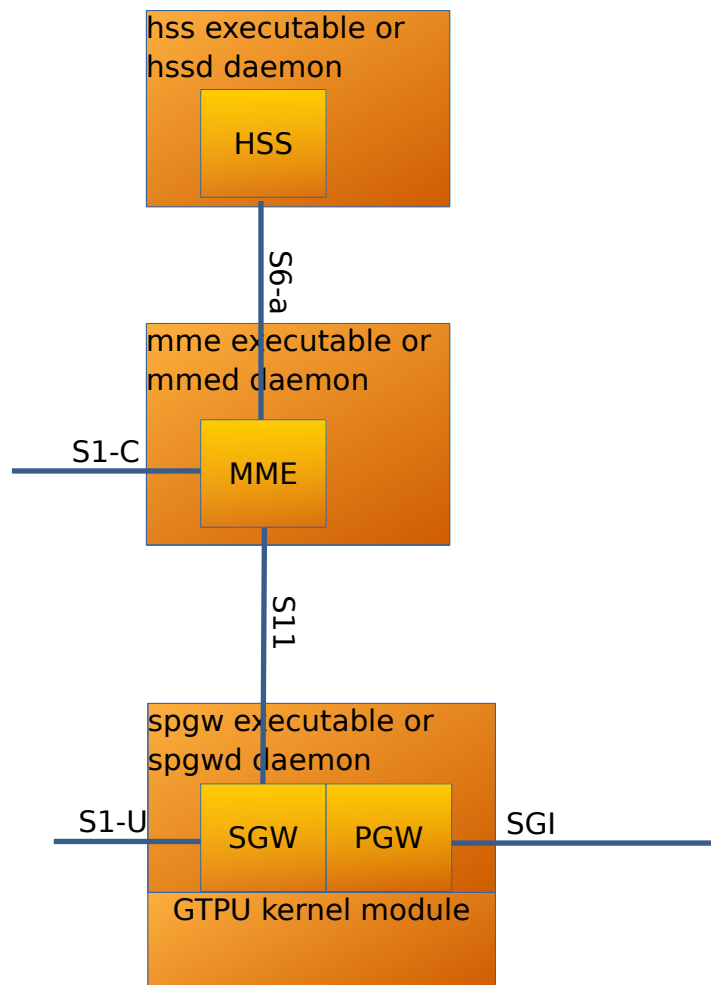 hss executable or
hssd daemon
HSS
S6-a
mme executable or
mmed daemon
S1-C
MME
S11
spgw executable or
spgwd daemon
S1-U
SGW
PGW
SGI
GTPU kernel module